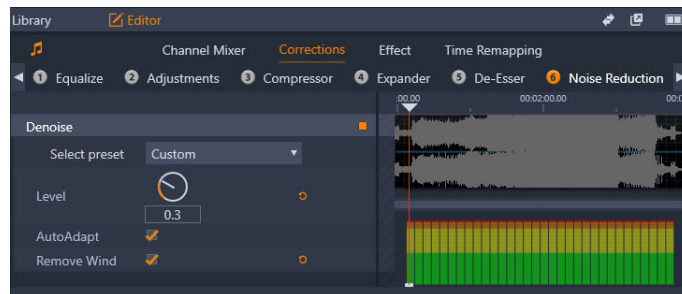 Library Editor
Channel Mixer Corrections Effect Time Remapping
1 Equalize 2 Adjustments 3 Compressor 4 Expander 5 De-Esser 6 Noise Reduction
:00.00 00:02:00.00 00:0
Denoise
Select preset Custom
Level
0.3
AutoAdapt
Remove Wind